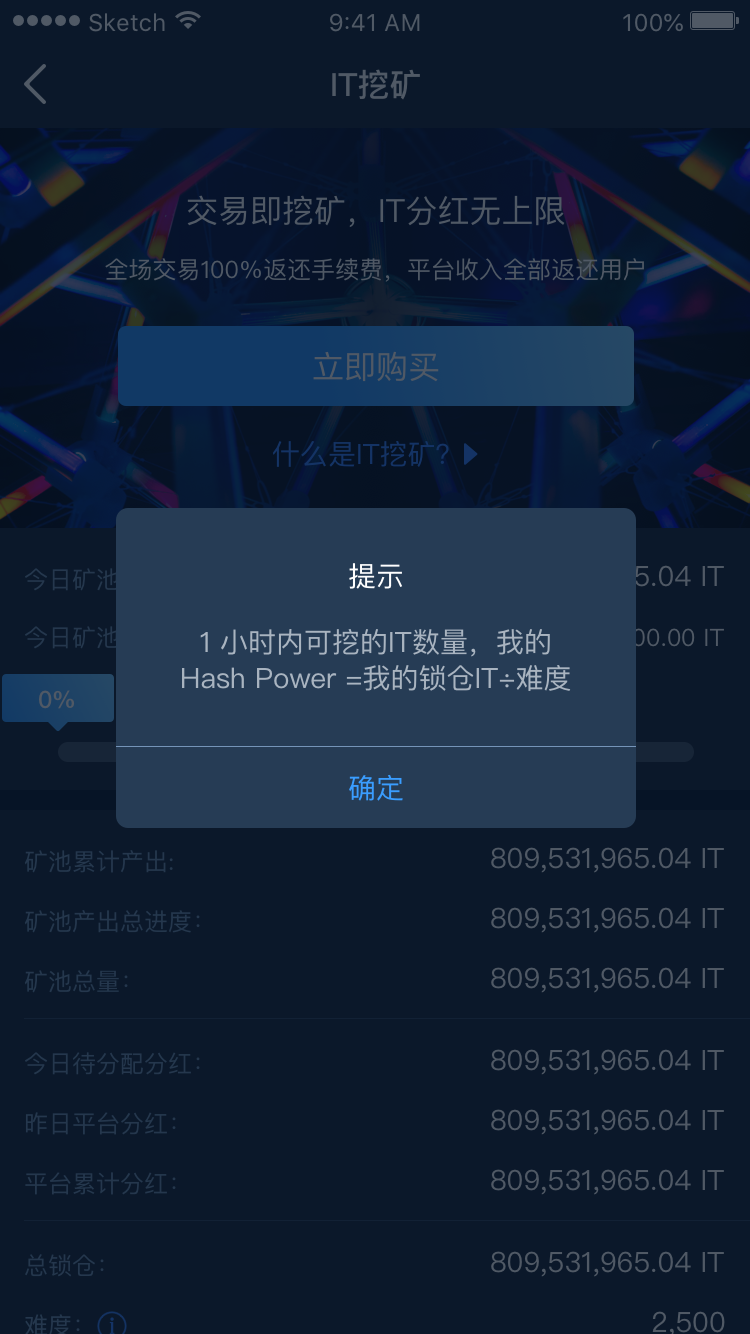 Sketch 9:41 AM 100%
IT挖矿
交易即挖矿，IT分红无上限
全场交易100%返还手续费，平台收入全部返还用户
立即购买
什么是IT挖矿?
今日矿池 5.04 IT
今日矿池 00.00 IT
0%
提示
1 小时内可挖的IT数量，我的
Hash Power =我的锁仓IT÷难度
确定
矿池累计产出: 809,531,965.04 IT
矿池产出总进度: 809,531,965.04 IT
矿池总量: 809,531,965.04 IT
今日待分配分红: 809,531,965.04 IT
昨日平台分红: 809,531,965.04 IT
平台累计分红: 809,531,965.04 IT
总锁仓: 809,531,965.04 IT
难度: 2,500